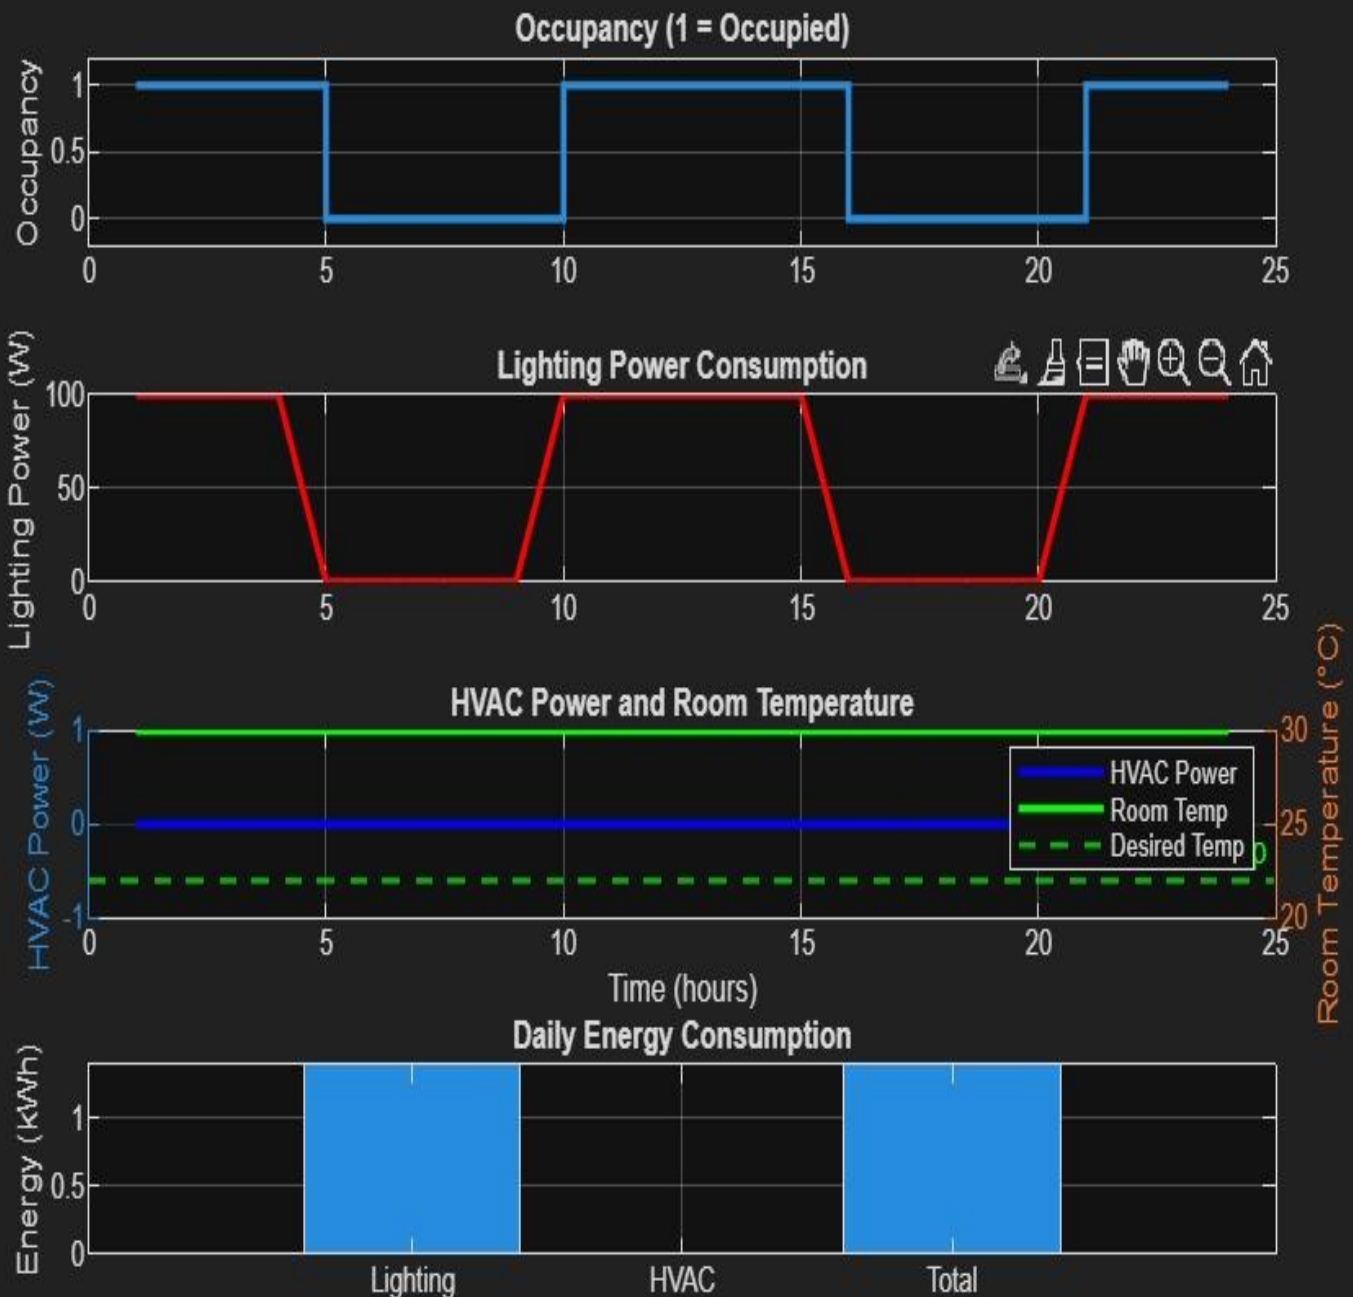 Occupancy (1 = Occupied)
Occupancy
1
0.5
0
0 5 10 15 20 25
Lighting Power Consumption
Lighting Power (W)
100
50
0
0 5 10 15 20 25
HVAC Power and Room Temperature
HVAC Power (W)
1
0
-1
HVAC Power
Room Temp
Desired Temp
30
25
20
Room Temperature (°C)
0 5 10 15 20 25
Time (hours)
Daily Energy Consumption
Energy (kWh)
1
0.5
0
Lighting HVAC Total